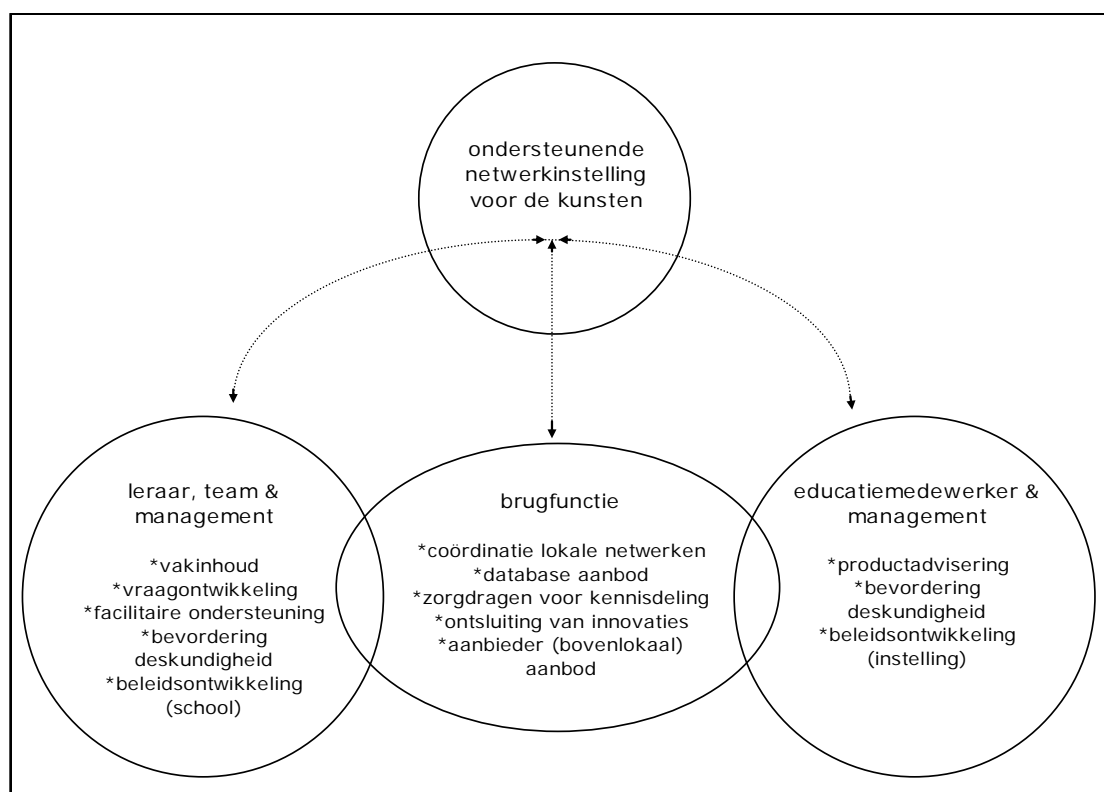 ondersteunende
netwerkinstelling
voor de kunsten
leraar, team &
management
*vakinhoud
*vraagontwikkeling
*facilitaire ondersteuning
*bevordering
deskundigheid
*beleidsontwikkeling
(school)
brugfunctie
*coördinatie lokale netwerken
*database aanbod
*zorgdragen voor kennisdeling
*ontsluiting van innovaties
*aanbieder (bovenlokaal)
aanbod
educatiemedewerker &
management
*productadvisering
*bevordering
deskundigheid
*beleidsontwikkeling
(instelling)